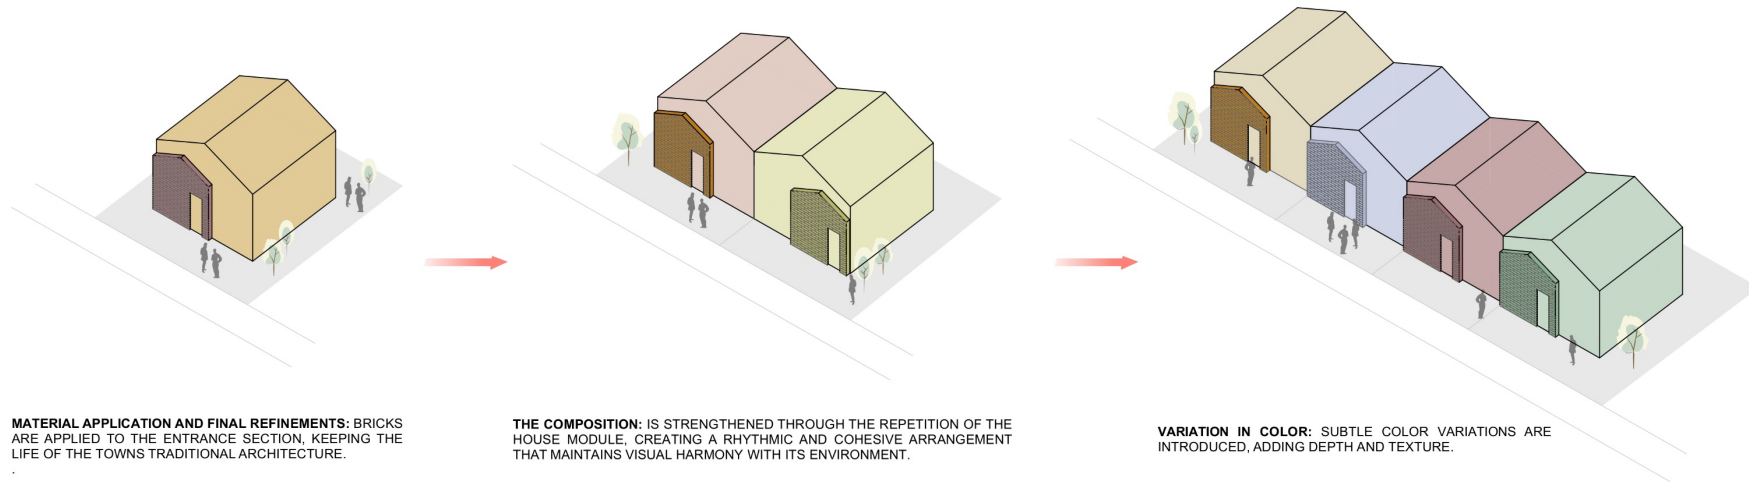 MATERIAL APPLICATION AND FINAL REFINEMENTS: BRICKS
ARE APPLIED TO THE ENTRANCE SECTION, KEEPING THE
LIFE OF THE TOWNS TRADITIONAL ARCHITECTURE.
.
THE COMPOSITION: IS STRENGTHENED THROUGH THE REPETITION OF THE
HOUSE MODULE, CREATING A RHYTHMIC AND COHESIVE ARRANGEMENT
THAT MAINTAINS VISUAL HARMONY WITH ITS ENVIRONMENT.
VARIATION IN COLOR: SUBTLE COLOR VARIATIONS ARE
INTRODUCED, ADDING DEPTH AND TEXTURE.